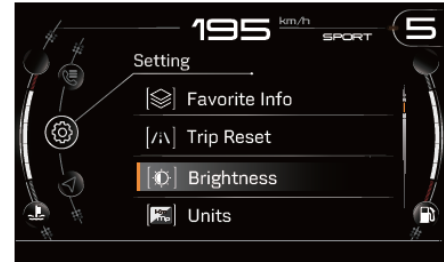 195 km/h SPORT 5
Setting
Favorite Info
Trip Reset
Brightness
Units